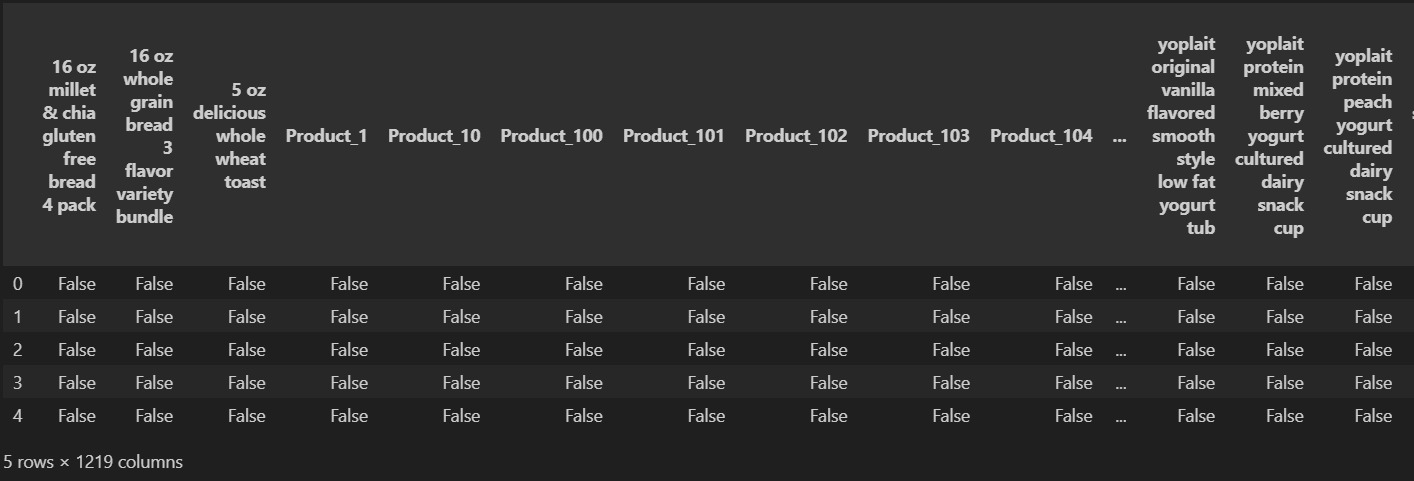 16 oz
millet
& chia
gluten
free
bread
4 pack
16 oz
whole
grain
bread
3
flavor
variety
bundle
5 oz
delicious
whole
wheat
toast
Product_1
Product_10
Product_100
Product_101
Product_102
Product_103
Product_104
...
yoplait
original
vanilla
flavored
smooth
style
low fat
yogurt
tub
yoplait
protein
mixed
berry
yogurt
cultured
dairy
snack
cup
yoplait
protein
peach
yogurt
cultured
dairy
snack
cup
0 False False False False False False False False False False ... False False False
1 False False False False False False False False False False ... False False False
2 False False False False False False False False False False ... False False False
3 False False False False False False False False False False ... False False False
4 False False False False False False False False False False ... False False False
5 rows × 1219 columns